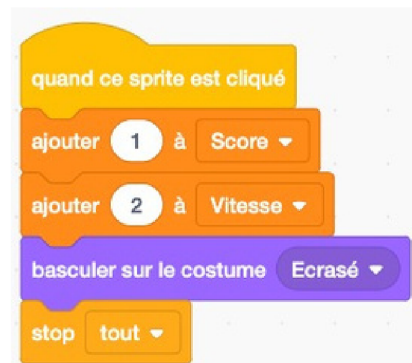 quand ce sprite est cliqué
ajouter 1 à Score
ajouter 2 à Vitesse
basculer sur le costume Ecrasé
stop tout